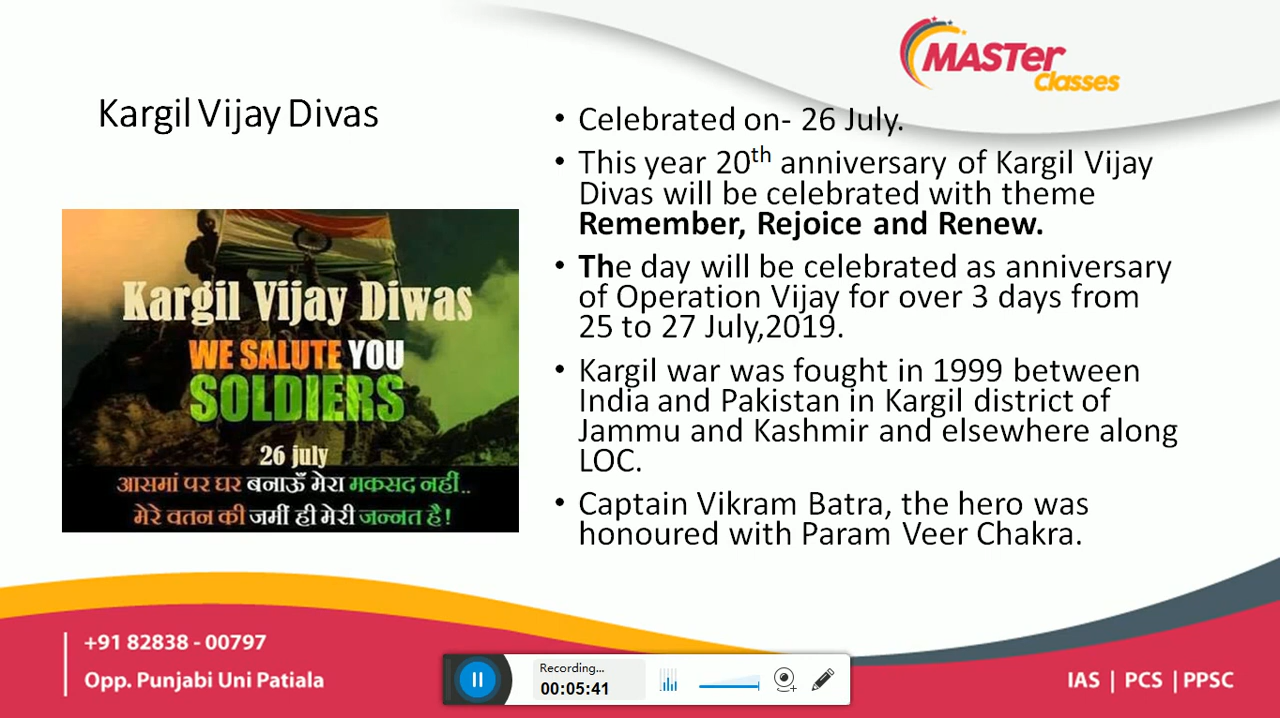 MASTer
Classes
Kargil Vijay Divas
• Celebrated on- 26 July.
• This year 20th anniversary of Kargil Vijay
Divas will be celebrated with theme
Remember, Rejoice and Renew.
• The day will be celebrated as anniversary
of Operation Vijay for over 3 days from
25 to 27 July,2019.
• Kargil war was fought in 1999 between
India and Pakistan in Kargil district of
Jammu and Kashmir and elsewhere along
LOC.
• Captain Vikram Batra, the hero was
honoured with Param Veer Chakra.
Kargil Vijay Diwas
WE SALUTE YOU
SOLDIERS
26 july
आसमां पर घर बनाऊँ मेरा मकसद नहीं..
मेरे वतन की जमीं ही मेरी जन्नत है!
+91 82838 - 00797
Opp. Punjabi Uni Patiala
Recording...
00:05:41
IAS | PCS | PPSC